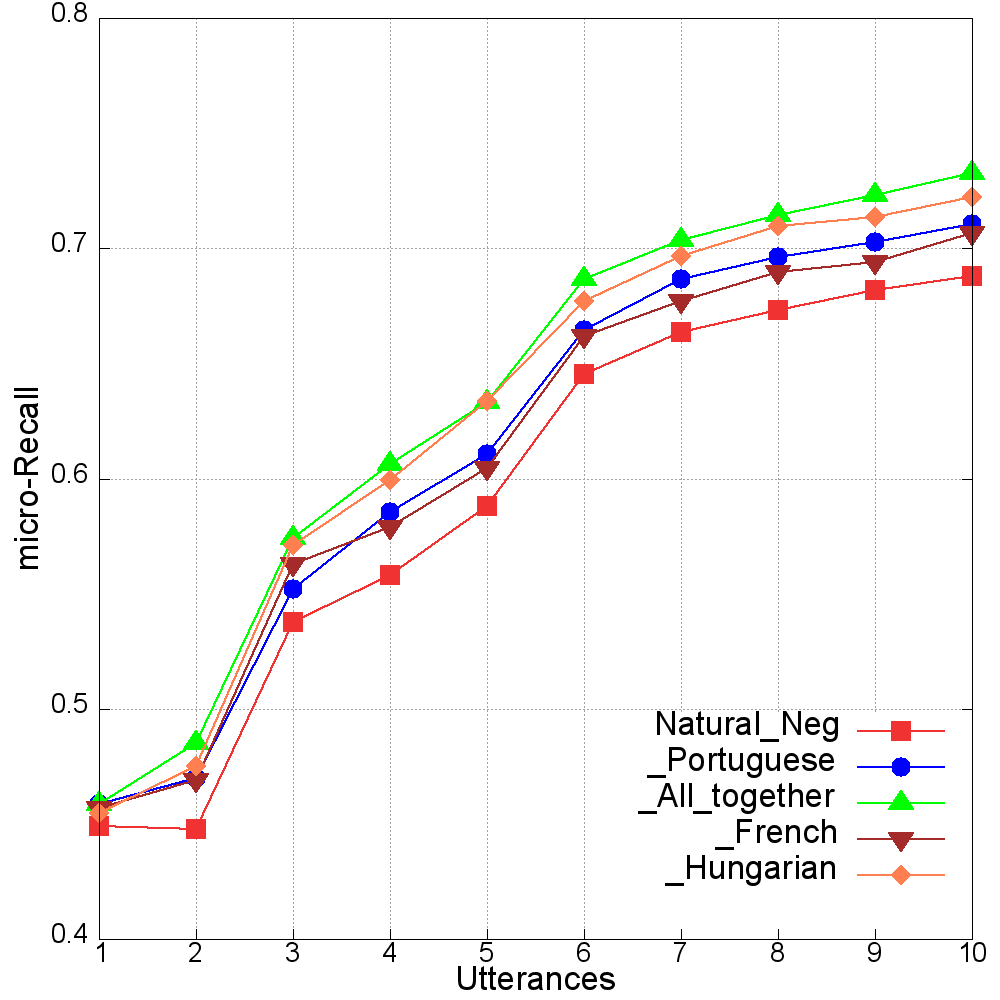 0.8
0.7
0.6
0.5
0.4
micro-Recall
Natural_Neg
_Portuguese
_All_together
_French
_Hungarian
1 2 3 4 5 6 7 8 9 10
Utterances